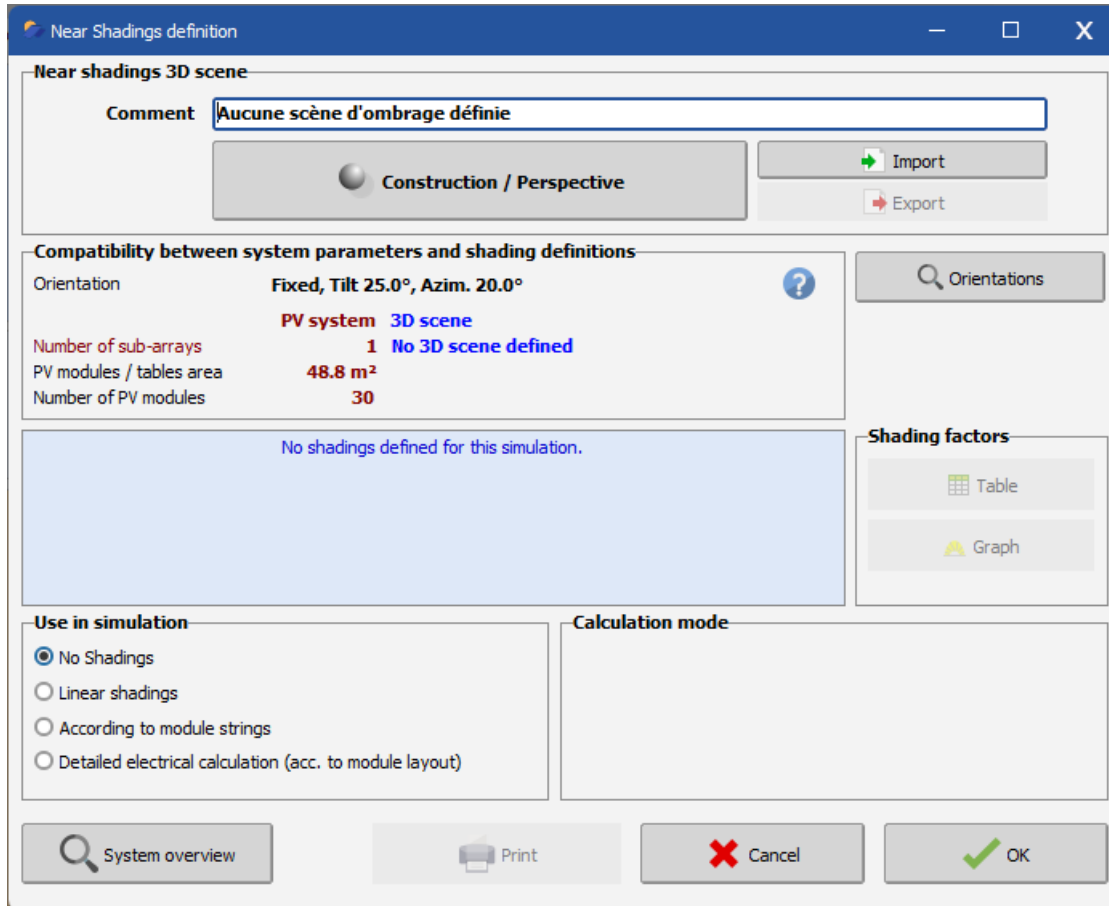 Near Shadings definition
Near shadings 3D scene
Comment Aucune scène d'ombrage définie
Construction / Perspective
Import
Export
Compatibility between system parameters and shading definitions
Orientation Fixed, Tilt 25.0°, Azim. 20.0°
?
Orientations
PV system 3D scene
Number of sub-arrays 1 No 3D scene defined
PV modules / tables area 48.8 m²
Number of PV modules 30
No shadings defined for this simulation.
Shading factors
Table
Graph
Use in simulation
No Shadings
Linear shadings
According to module strings
Detailed electrical calculation (acc. to module layout)
Calculation mode
System overview
Print
Cancel
OK